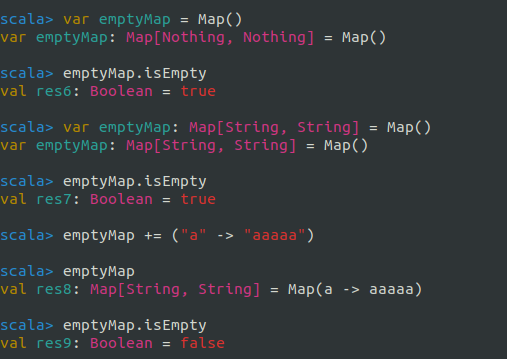 scala> var emptyMap = Map()
var emptyMap: Map[Nothing, Nothing] = Map()
scala> emptyMap.isEmpty
val res6: Boolean = true
scala> var emptyMap: Map[String, String] = Map()
var emptyMap: Map[String, String] = Map()
scala> emptyMap.isEmpty
val res7: Boolean = true
scala> emptyMap += ("a" -> "aaaaa")
scala> emptyMap
val res8: Map[String, String] = Map(a -> aaaaa)
scala> emptyMap.isEmpty
val res9: Boolean = false